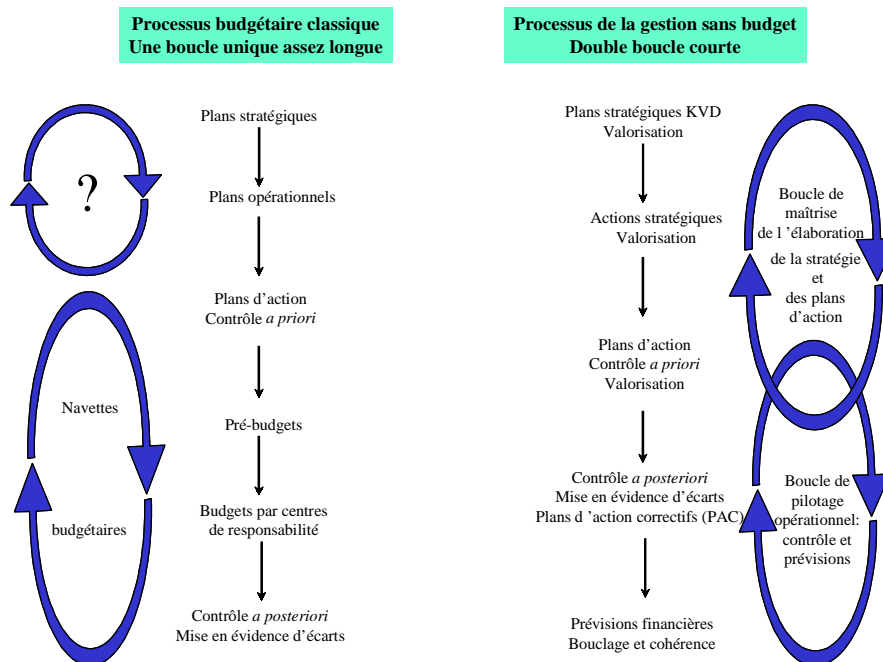 Processus budgétaire classique
Une boucle unique assez longue
Plans stratégiques
?
Plans opérationnels
Plans d’action
Contrôle a priori
Navettes
Pré-budgets
budgétaires
Budgets par centres
de responsabilité
Contrôle a posteriori
Mise en évidence d’écarts
Processus de la gestion sans budget
Double boucle courte
Plans stratégiques KVD
Valorisation
Actions stratégiques
Valorisation
Boucle de
maîtrise
de l ’élaboration
de la stratégie
et
des plans
d’action
Plans d’action
Contrôle a priori
Valorisation
Contrôle a posteriori
Mise en évidence d’écarts
Plans d ’action correctifs (PAC)
Boucle de
pilotage
opérationnel:
contrôle et
prévisions
Prévisions financières
Bouclage et cohérence